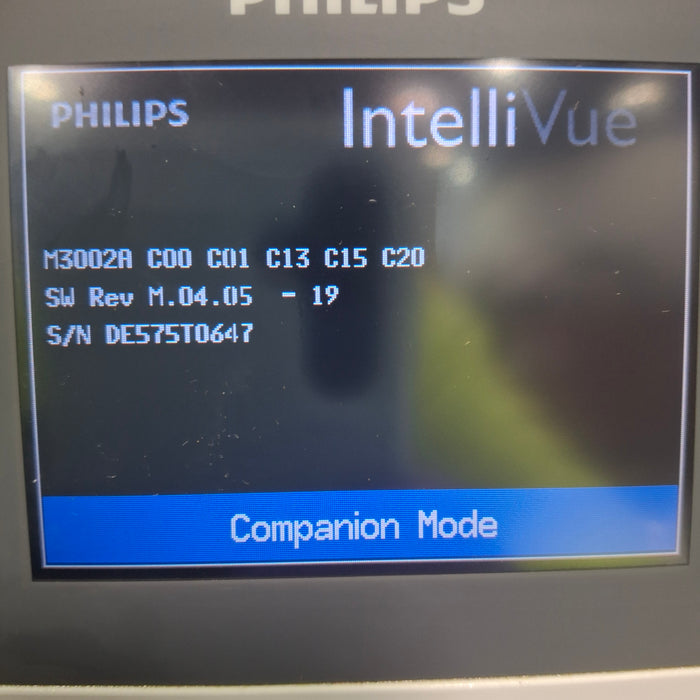 PHILIPS
PHILIPS IntelliVue
M3002A C00 C01 C13 C15 C20
SW Rev M.04.05 - 19
S/N DE575T0647
Companion Mode